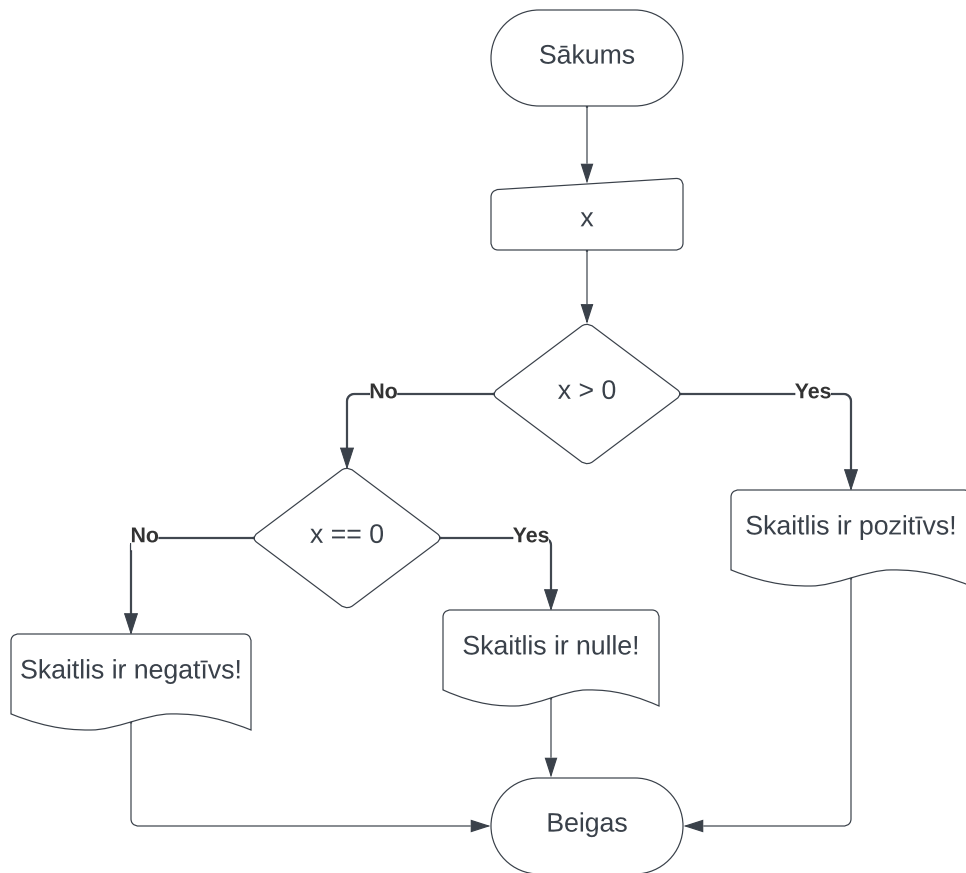 Sākums
x
x > 0
No
Yes
x == 0
No
Yes
Skaitlis ir pozitīvs!
Skaitlis ir nulle!
Skaitlis ir negatīvs!
Beigas